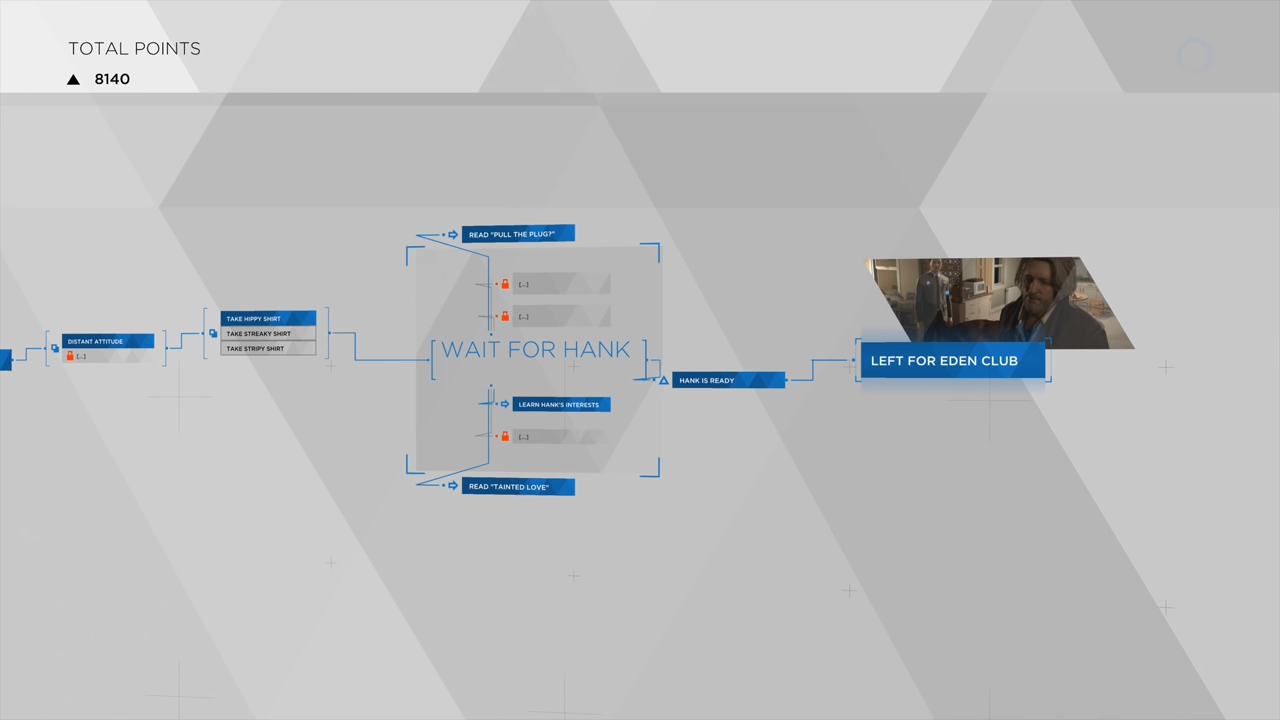 TOTAL POINTS
8140
READ "PULL THE PLUG?"
[...]
[...]
TAKE HIPPY SHIRT
TAKE STREAKY SHIRT
TAKE STRIPY SHIRT
DISTANT ATTITUDE
[...]
WAIT FOR HANK
HANK IS READY
LEFT FOR EDEN CLUB
LEARN HANK'S INTERESTS
[...]
READ "TAINTED LOVE"